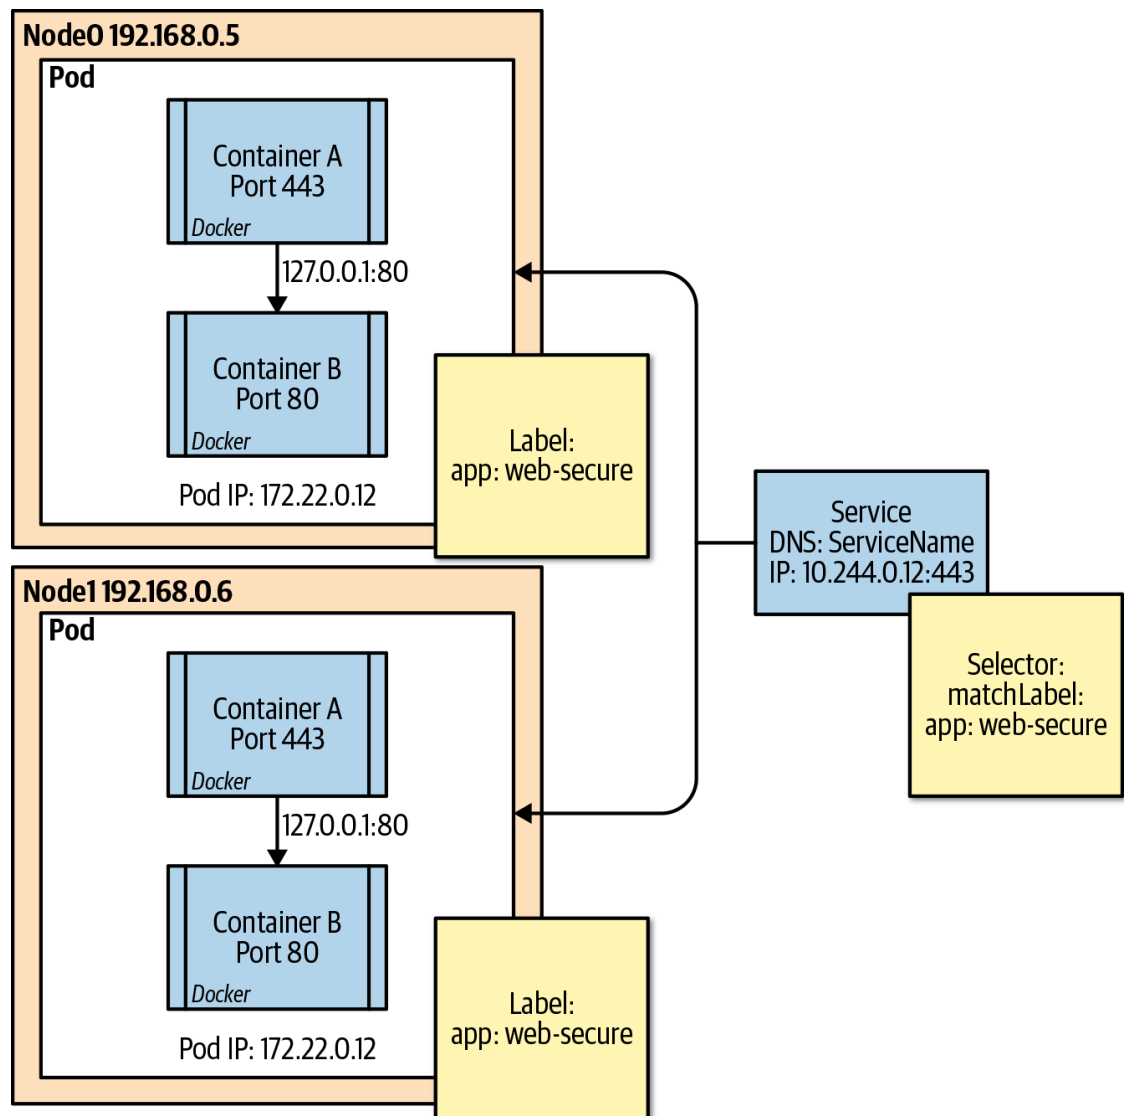 Node0 192.168.0.5
Pod
Container A
Port 443
Docker
127.0.0.1:80
Container B
Port 80
Docker
Pod IP: 172.22.0.12
Label:
app: web-secure
Node1 192.168.0.6
Pod
Container A
Port 443
Docker
127.0.0.1:80
Container B
Port 80
Docker
Pod IP: 172.22.0.12
Label:
app: web-secure
Service
DNS: ServiceName
IP: 10.244.0.12:443
Selector:
matchLabel:
app: web-secure